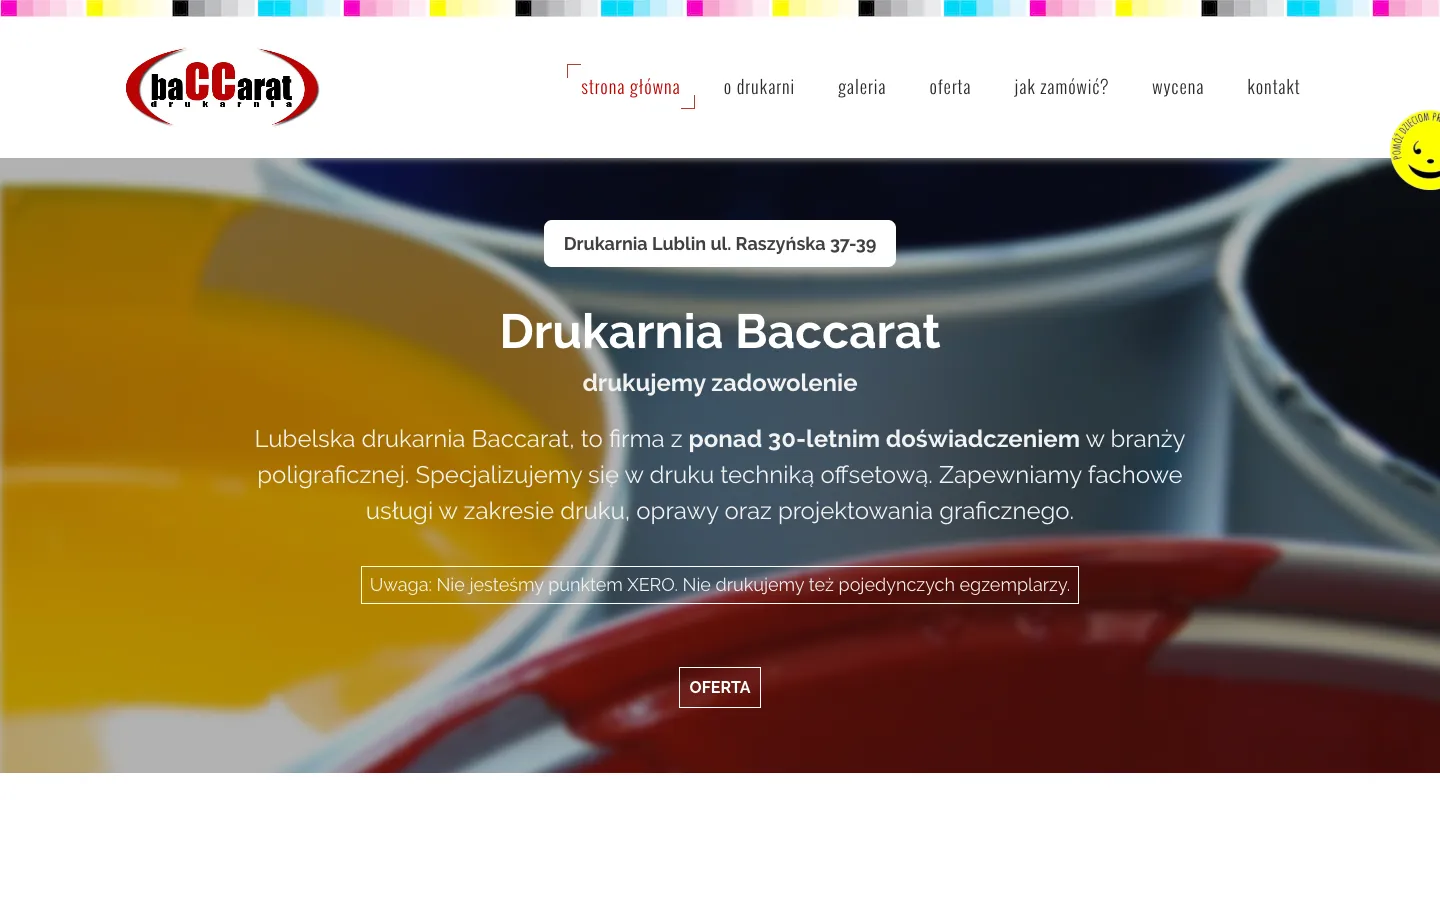 baCCarat
drukarnia
strona główna
o drukarni
galeria
oferta
jak zamówić?
wycena
kontakt
POMÓŻ DZIECIOM
Drukarnia Lublin ul. Raszyńska 37-39
Drukarnia Baccarat
drukujemy zadowolenie
Lubelska drukarnia Baccarat, to firma z ponad 30-letnim doświadczeniem w branży
poligraficznej. Specjalizujemy się w druku techniką offsetową. Zapewniamy fachowe
usługi w zakresie druku, oprawy oraz projektowania graficznego.
Uwaga: Nie jesteśmy punktem XERO. Nie drukujemy też pojedynczych egzemplarzy.
OFERTA